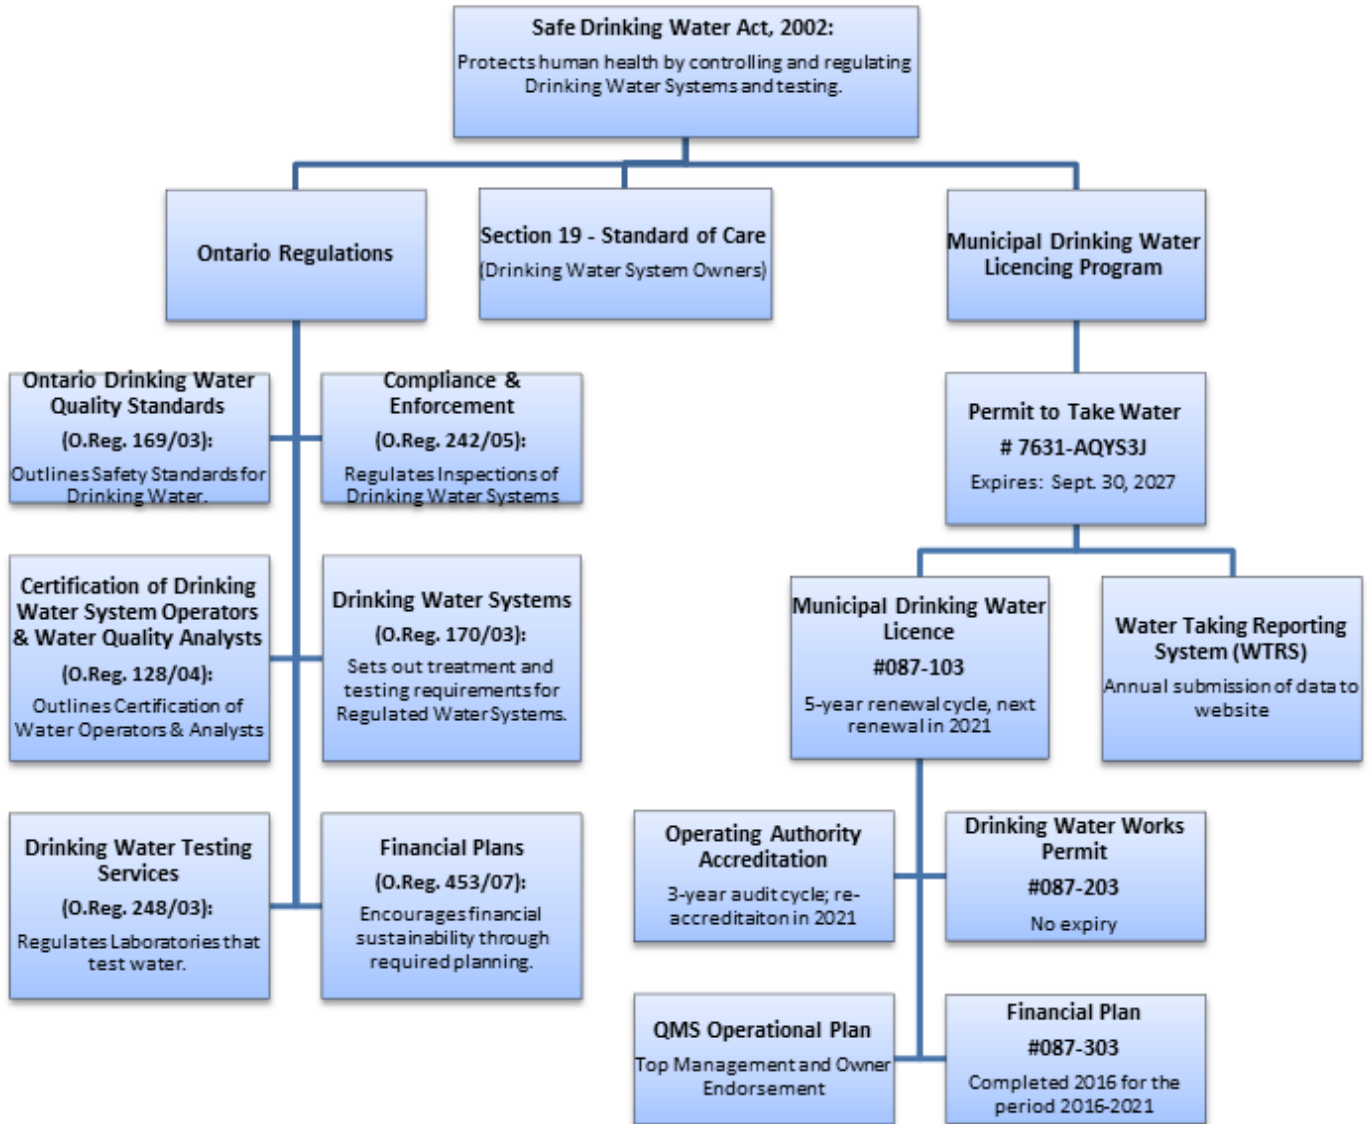 Safe Drinking Water Act, 2002:
Protects human health by controlling and regulating
Drinking Water Systems and testing.
Ontario Regulations
Section 19 - Standard of Care
(Drinking Water System Owners)
Municipal Drinking Water
Licencing Program
Ontario Drinking Water
Quality Standards
(O.Reg. 169/03):
Outlines Safety Standards for
Drinking Water.
Compliance &
Enforcement
(O.Reg. 242/05):
Regulates Inspections of
Drinking Water Systems
Permit to Take Water
# 7631-AQYS3J
Expires: Sept. 30, 2027
Certification of Drinking
Water System Operators
& Water Quality Analysts
(O.Reg. 128/04):
Outlines Certification of
Water Operators & Analysts
Drinking Water Systems
(O.Reg. 170/03):
Sets out treatment and
testing requirements for
Regulated Water Systems.
Municipal Drinking Water
Licence
#087-103
5-year renewal cycle, next
renewal in 2021
Water Taking Reporting
System (WTRS)
Annual submission of data to
website
Drinking Water Testing
Services
(O.Reg. 248/03):
Regulates Laboratories that
test water.
Financial Plans
(O.Reg. 453/07):
Encourages financial
sustainability through
required planning.
Operating Authority
Accreditation
3-year audit cycle; re-
accreditaiton in 2021
Drinking Water Works
Permit
#087-203
No expiry
QMS Operational Plan
Top Management and Owner
Endorsement
Financial Plan
#087-303
Completed 2016 for the
period 2016-2021